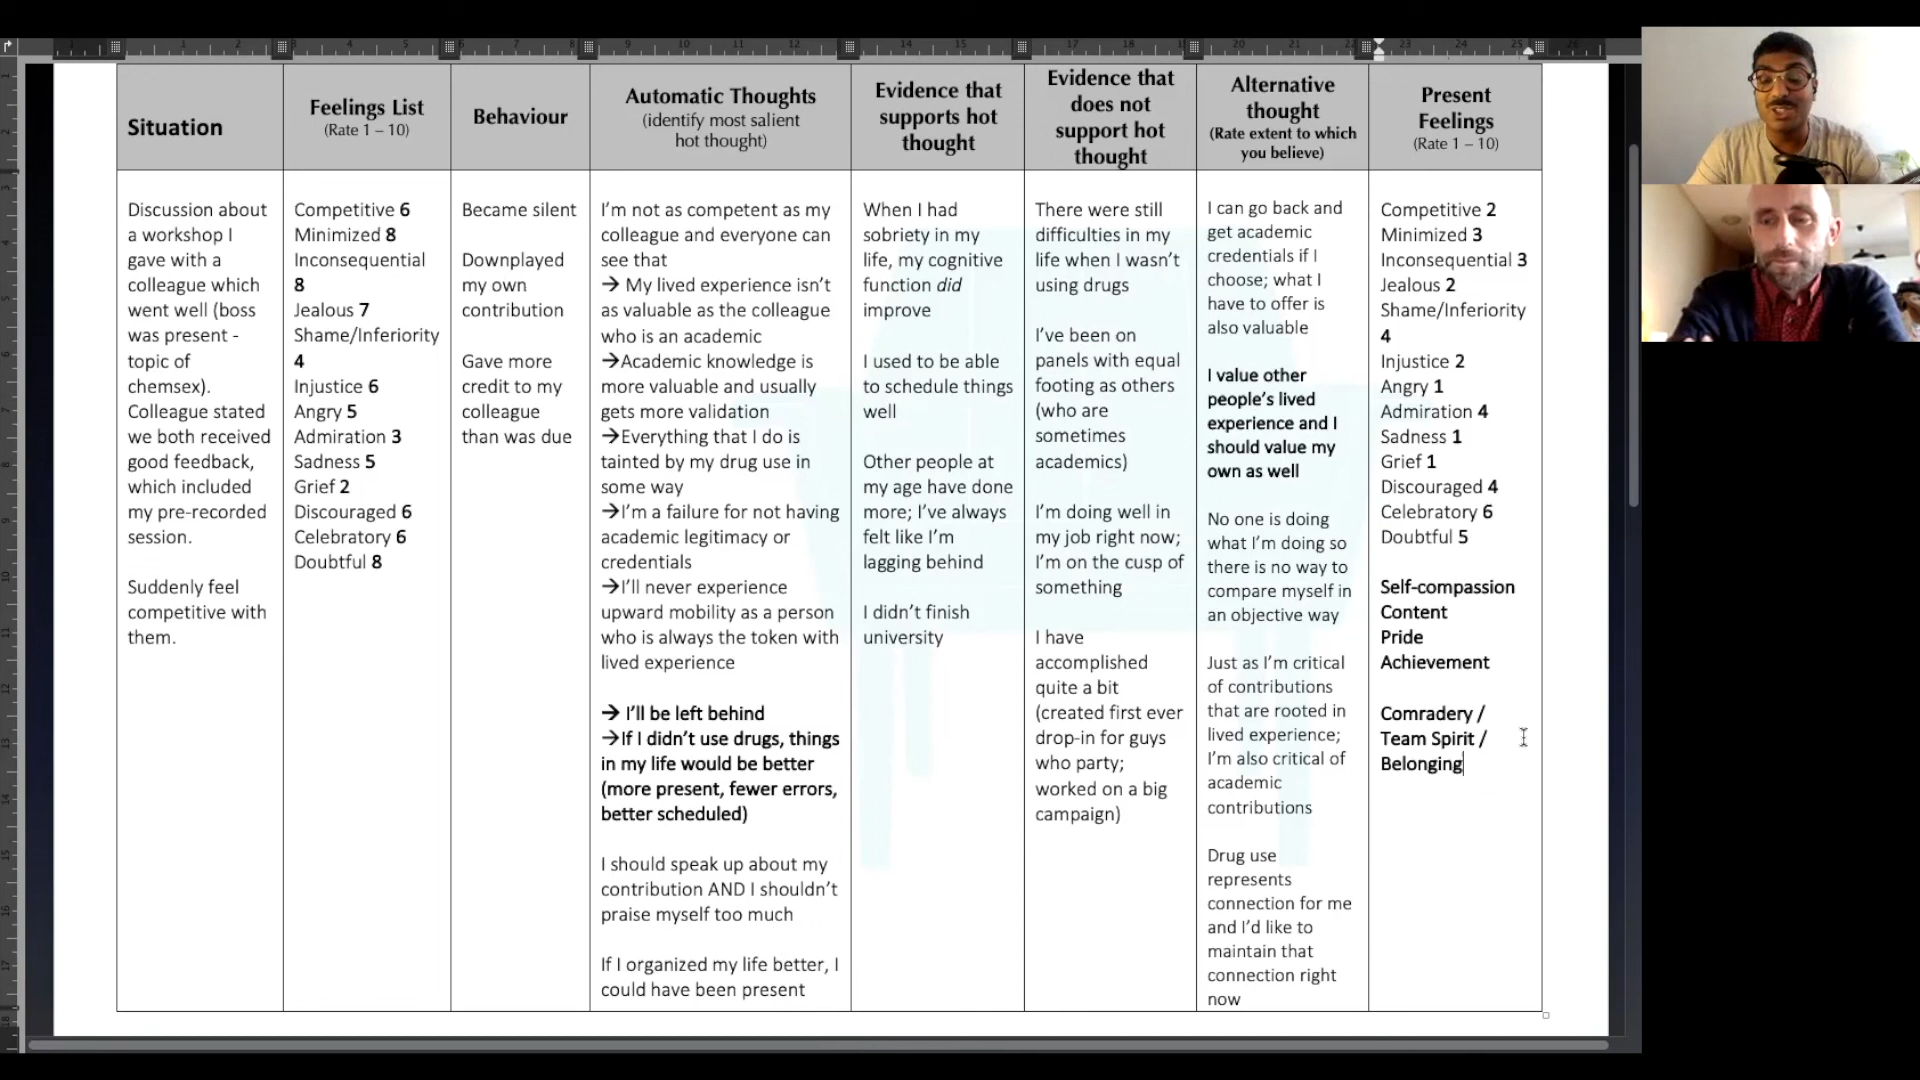 Situation
Feelings List
(Rate 1 – 10)
Behaviour
Automatic Thoughts
(identify most salient
hot thought)
Evidence that
supports hot
thought
Evidence that
does not
support hot
thought
Alternative
thought
(Rate extent to which
you believe)
Present
Feelings
(Rate 1 – 10)
Discussion about
a workshop I
gave with a
colleague which
went well (boss
was present -
topic of
chemsex).
Colleague stated
we both received
good feedback,
which included
my pre-recorded
session.
Suddenly feel
competitive with
them.
Competitive 6
Minimized 8
Inconsequential
8
Jealous 7
Shame/Inferiority
4
Injustice 6
Angry 5
Admiration 3
Sadness 5
Grief 2
Discouraged 6
Celebratory 6
Doubtful 8
Became silent
Downplayed
my own
contribution
Gave more
credit to my
colleague
than was due
I'm not as competent as my
colleague and everyone can
see that
→ My lived experience isn't
as valuable as the colleague
who is an academic
→Academic knowledge is
more valuable and usually
gets more validation
→Everything that I do is
tainted by my drug use in
some way
→I'm a failure for not having
academic legitimacy or
credentials
→I'll never experience
upward mobility as a person
who is always the token with
lived experience
→ I'll be left behind
→If I didn't use drugs, things
in my life would be better
(more present, fewer errors,
better scheduled)
I should speak up about my
contribution AND I shouldn't
praise myself too much
If I organized my life better, I
could have been present
When I had
sobriety in my
life, my cognitive
function did
improve
I used to be able
to schedule things
well
Other people at
my age have done
more; I've always
felt like I'm
lagging behind
I didn't finish
university
There were still
difficulties in my
life when I wasn't
using drugs
I've been on
panels with equal
footing as others
(who are
sometimes
academics)
I'm doing well in
my job right now;
I'm on the cusp of
something
I have
accomplished
quite a bit
(created first ever
drop-in for guys
who party;
worked on a big
campaign)
I can go back and
get academic
credentials if I
choose; what I
have to offer is
also valuable
I value other
people's lived
experience and I
should value my
own as well
No one is doing
what I'm doing so
there is no way to
compare myself in
an objective way
Just as I'm critical
of contributions
that are rooted in
lived experience;
I'm also critical of
academic
contributions
Drug use
represents
connection for me
and I'd like to
maintain that
connection right
now
Competitive 2
Minimized 3
Inconsequential 3
Jealous 2
Shame/Inferiority
4
Injustice 2
Angry 1
Admiration 4
Sadness 1
Grief 1
Discouraged 4
Celebratory 6
Doubtful 5
Self-compassion
Content
Pride
Achievement
Comradery /
Team Spirit /
Belonging